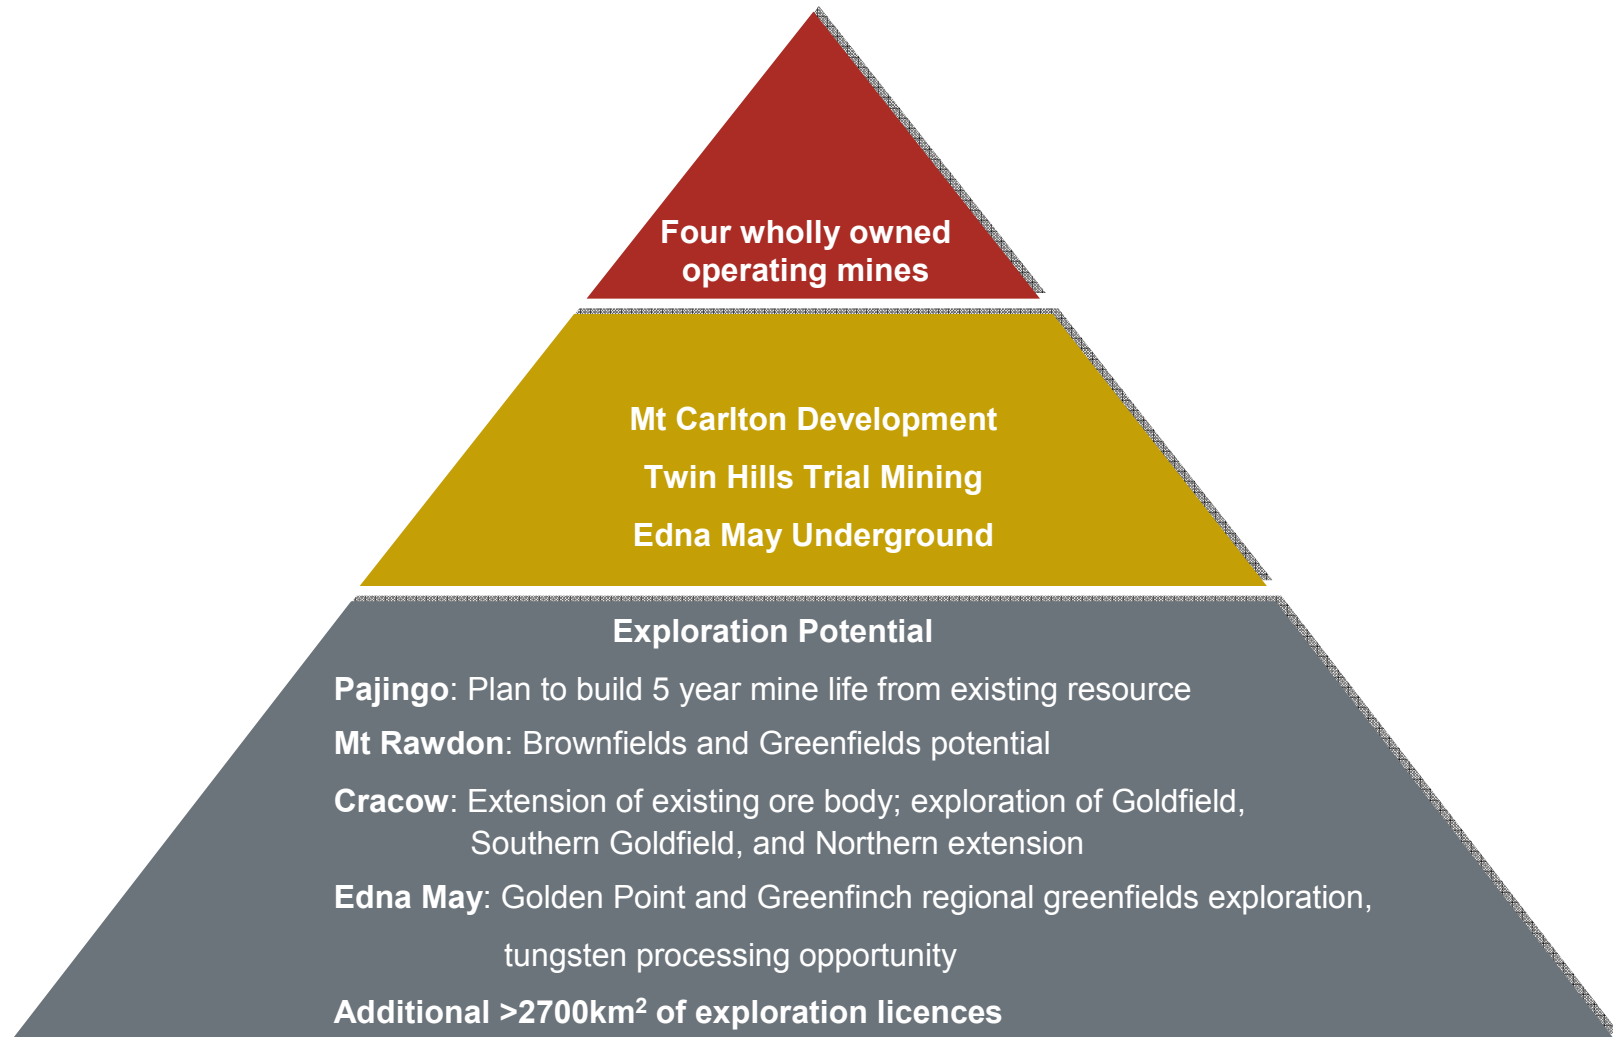 Four wholly owned
operating mines
Mt Carlton Development
Twin Hills Trial Mining
Edna May Underground
Exploration Potential
Pajingo: Plan to build 5 year mine life from existing resource
Mt Rawdon: Brownfields and Greenfields potential
Cracow: Extension of existing ore body; exploration of Goldfield,
Southern Goldfield, and Northern extension
Edna May: Golden Point and Greenfinch regional greenfields exploration,
tungsten processing opportunity
Additional >2700km² of exploration licences